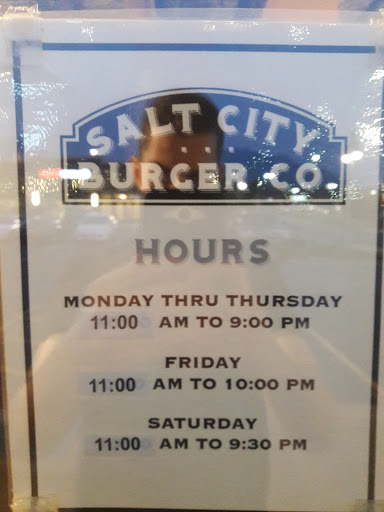 SALT CITY
BURGER CO.
HOURS
MONDAY THRU THURSDAY
11:00 AM TO 9:00 PM
FRIDAY
11:00 AM TO 10:00 PM
SATURDAY
11:00 AM TO 9:30 PM